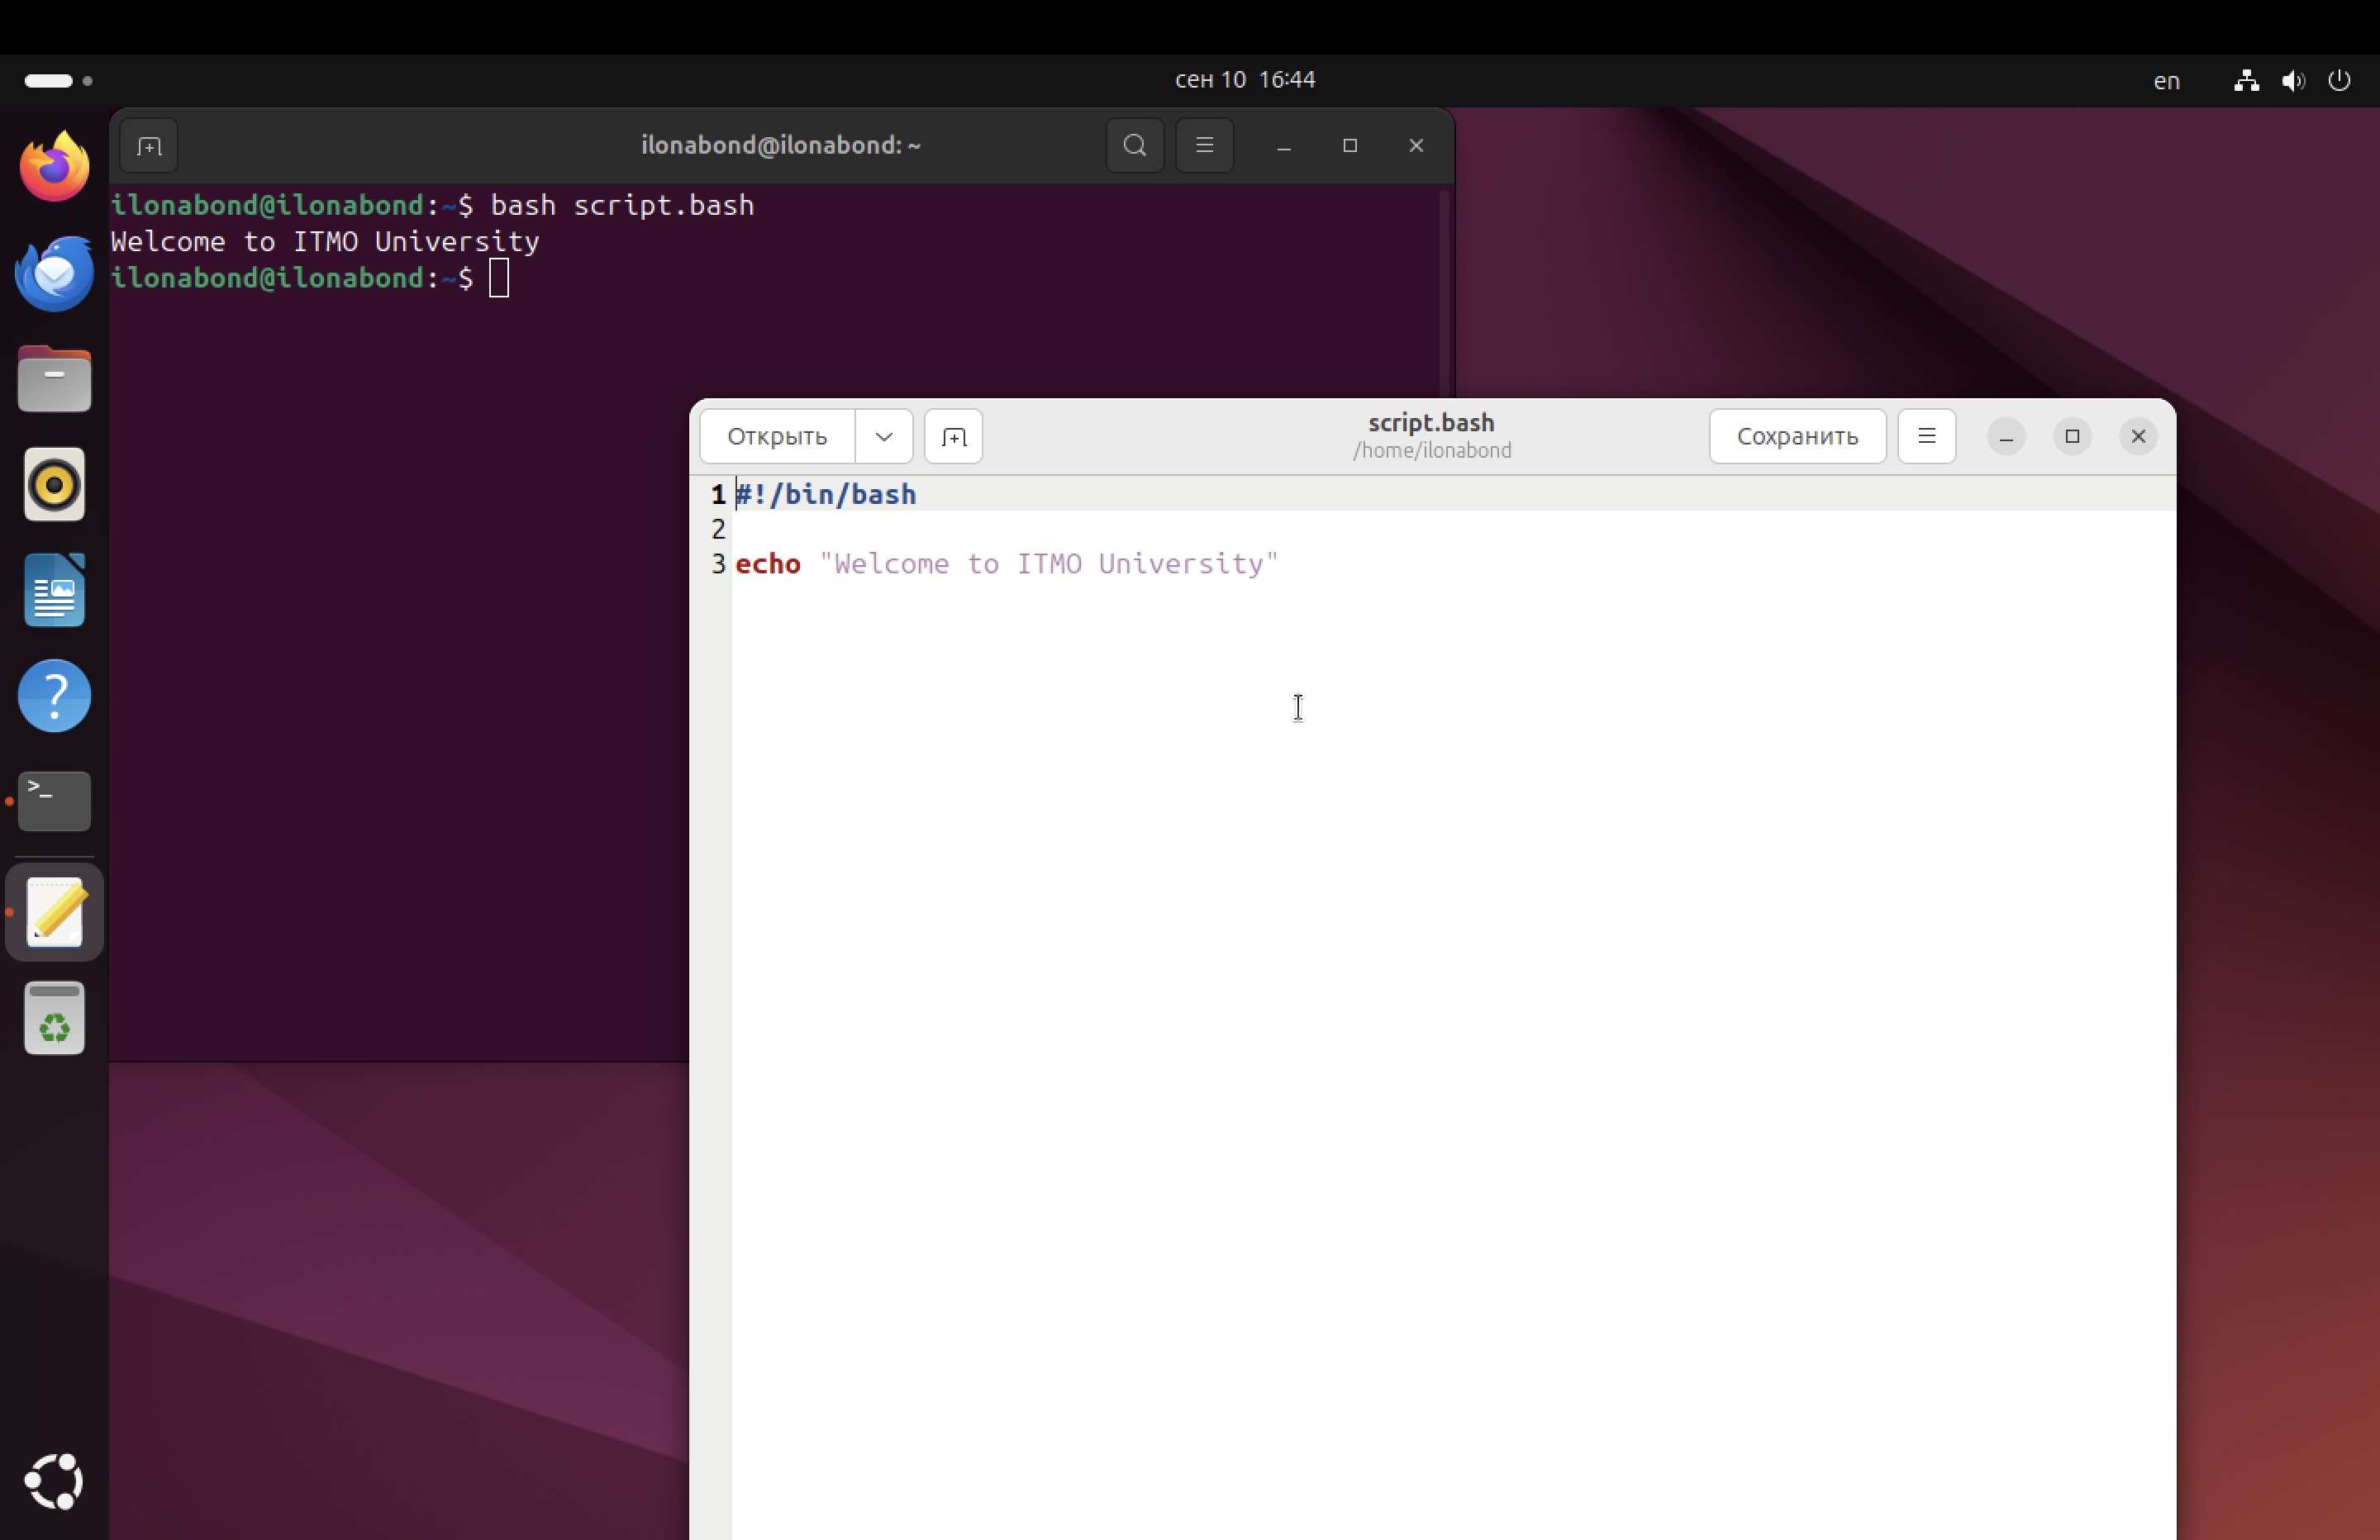 сен 10 16:44
en
ilonabond@ilonabond: ~
ilonabond@ilonabond:~$ bash script.bash
Welcome to ITMO University
ilonabond@ilonabond:~$
Открыть
script.bash
/home/ilonabond
Сохранить
1 #!/bin/bash
2
3 echo "Welcome to ITMO University"
>_
?